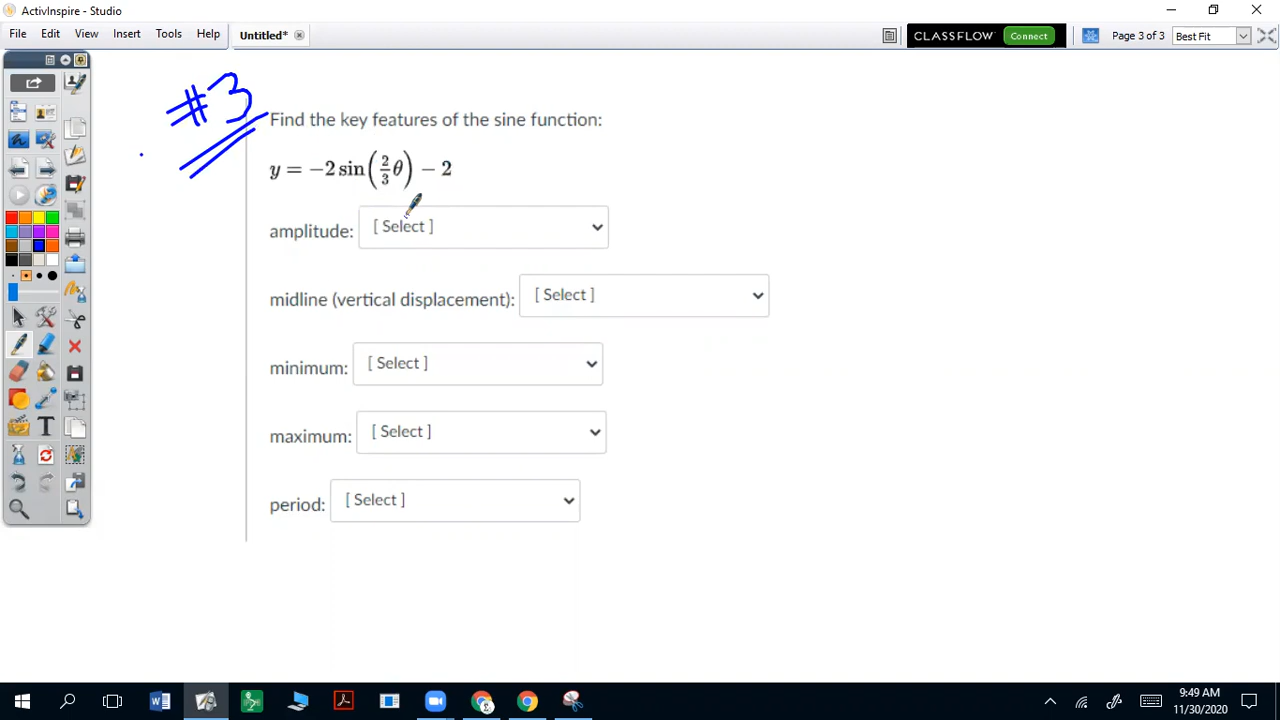 ActivInspire - Studio
File Edit View Insert Tools Help Untitled* CLASSFLOW Connect Page 3 of 3 Best Fit
#3
Find the key features of the sine function:
y = −2 sin(2/3 θ) − 2
amplitude: [ Select ]
midline (vertical displacement): [ Select ]
minimum: [ Select ]
maximum: [ Select ]
period: [ Select ]
9:49 AM
11/30/2020